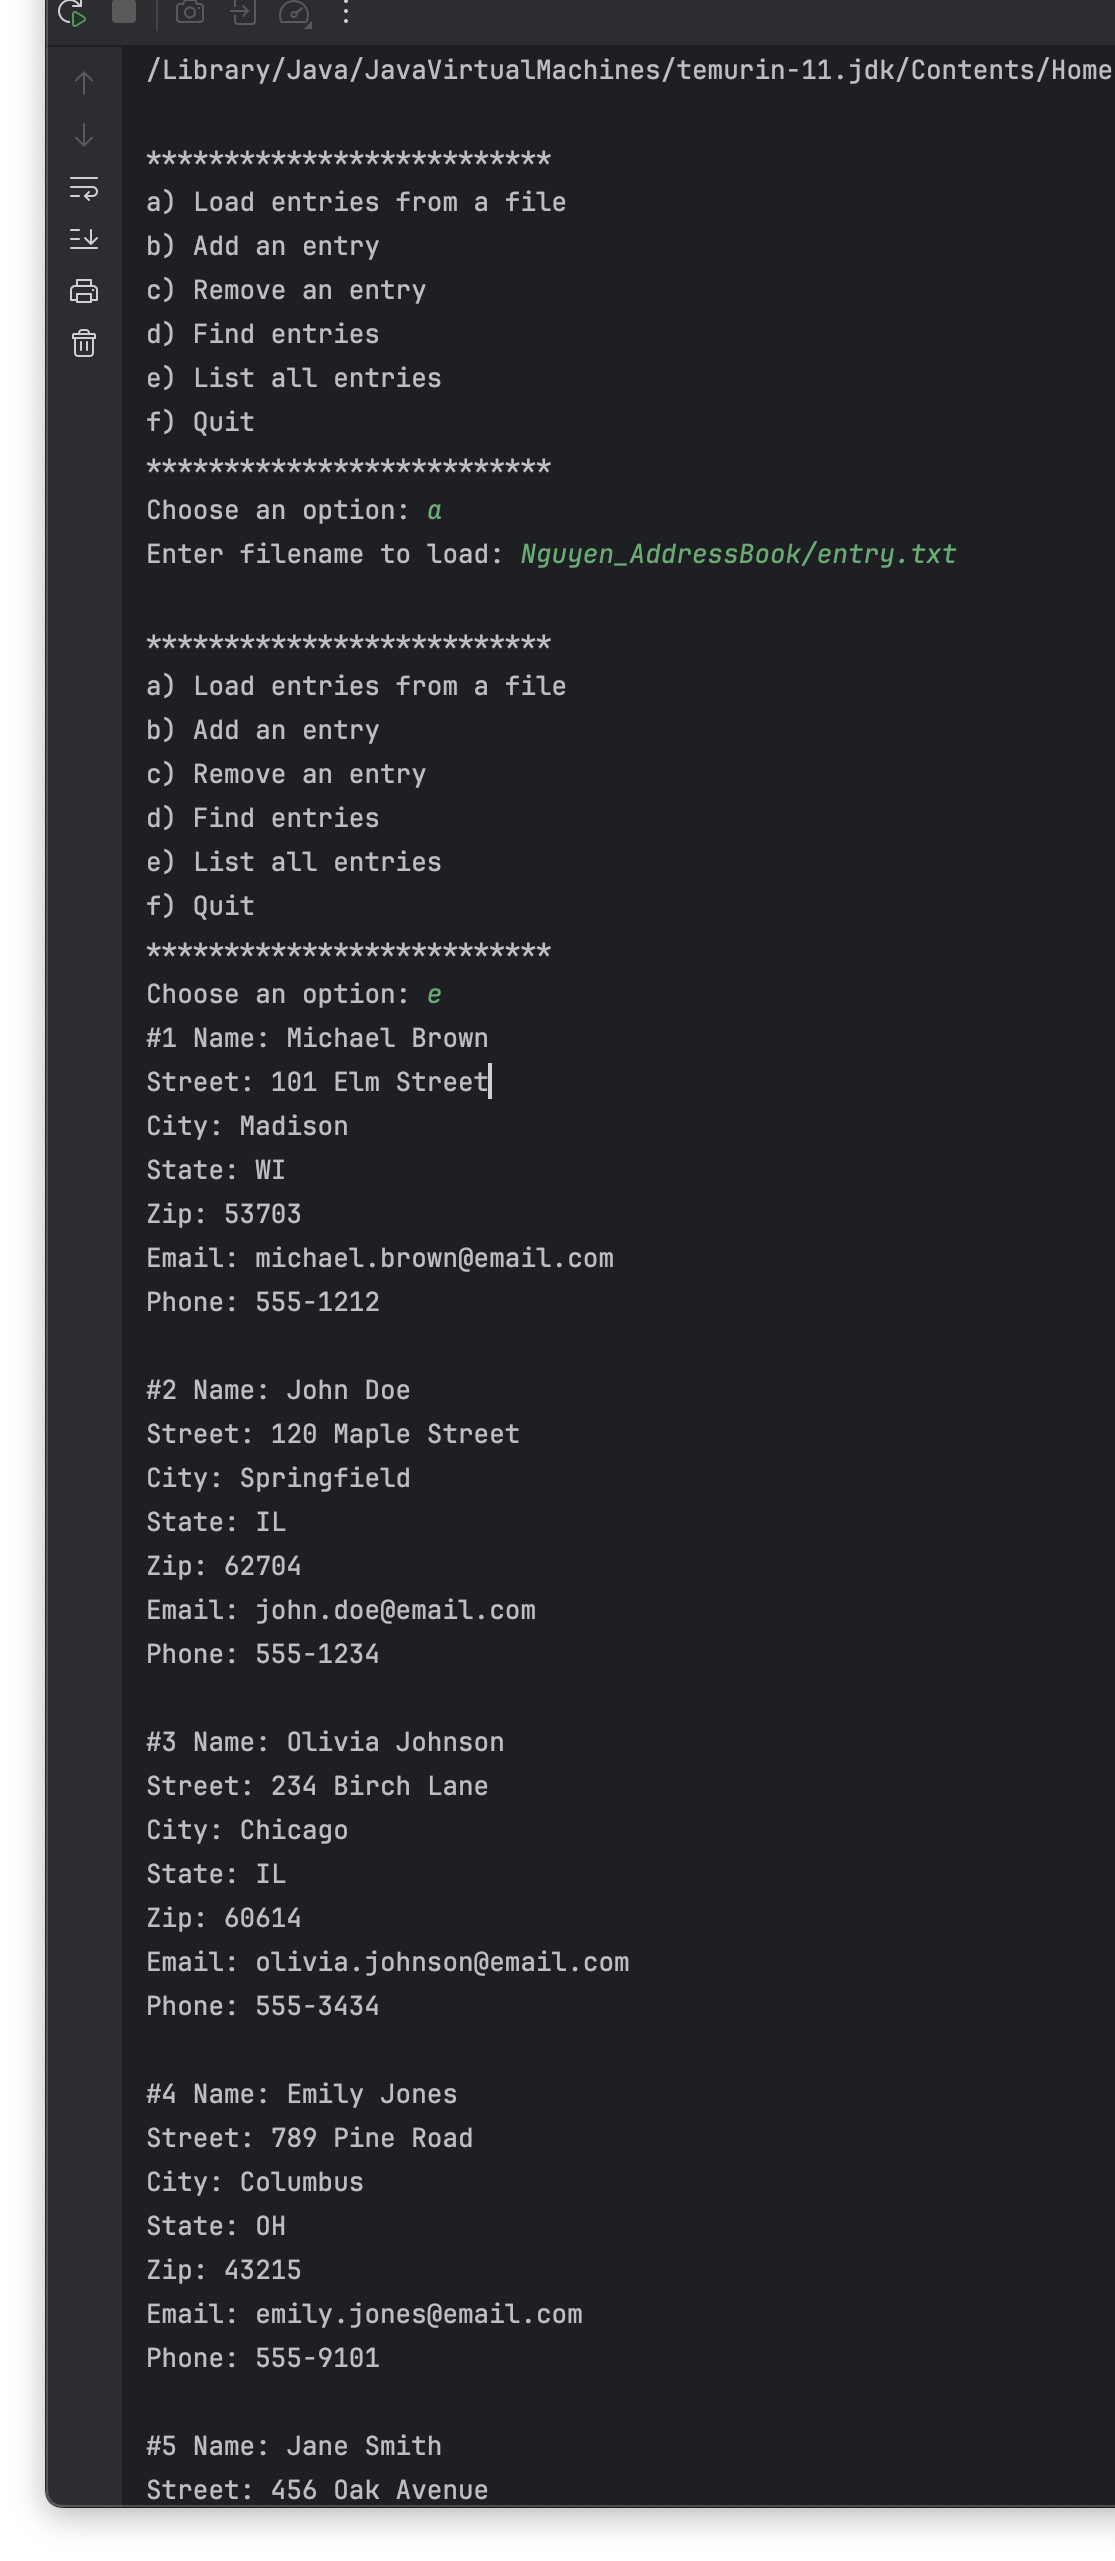 /Library/Java/JavaVirtualMachines/temurin-11.jdk/Contents/Home
**************************
a) Load entries from a file
b) Add an entry
c) Remove an entry
d) Find entries
e) List all entries
f) Quit
**************************
Choose an option: a
Enter filename to load: Nguyen_AddressBook/entry.txt
**************************
a) Load entries from a file
b) Add an entry
c) Remove an entry
d) Find entries
e) List all entries
f) Quit
**************************
Choose an option: e
#1 Name: Michael Brown
Street: 101 Elm Street
City: Madison
State: WI
Zip: 53703
Email: michael.brown@email.com
Phone: 555-1212
#2 Name: John Doe
Street: 120 Maple Street
City: Springfield
State: IL
Zip: 62704
Email: john.doe@email.com
Phone: 555-1234
#3 Name: Olivia Johnson
Street: 234 Birch Lane
City: Chicago
State: IL
Zip: 60614
Email: olivia.johnson@email.com
Phone: 555-3434
#4 Name: Emily Jones
Street: 789 Pine Road
City: Columbus
State: OH
Zip: 43215
Email: emily.jones@email.com
Phone: 555-9101
#5 Name: Jane Smith
Street: 456 Oak Avenue